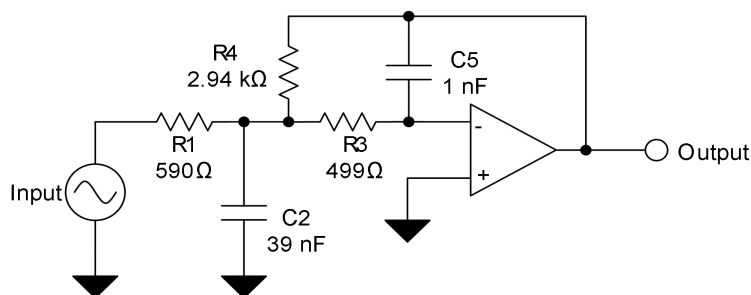 R4
2.94 kΩ
C5
1 nF
R1
590Ω
R3
499Ω
-
+
Output
Input
C2
39 nF